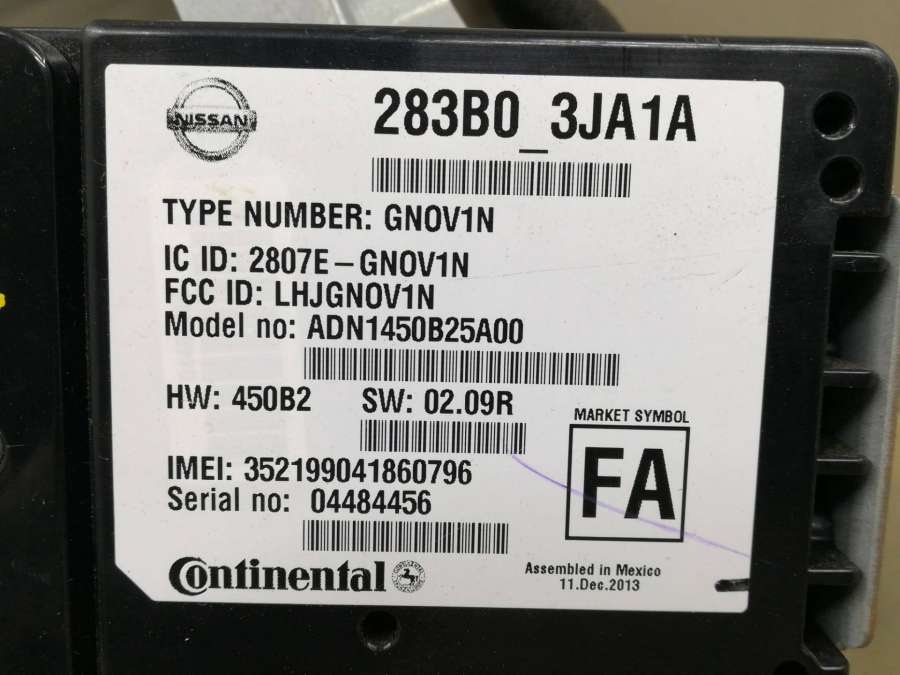 NISSAN
283B0_3JA1A
TYPE NUMBER: GNOV1N
IC ID: 2807E-GNOV1N
FCC ID: LHJGNOV1N
Model no: ADN1450B25A00
HW: 450B2 SW: 02.09R
MARKET SYMBOL
FA
IMEI: 352199041860796
Serial no: 04484456
Continental
Assembled in Mexico
11.Dec.2013